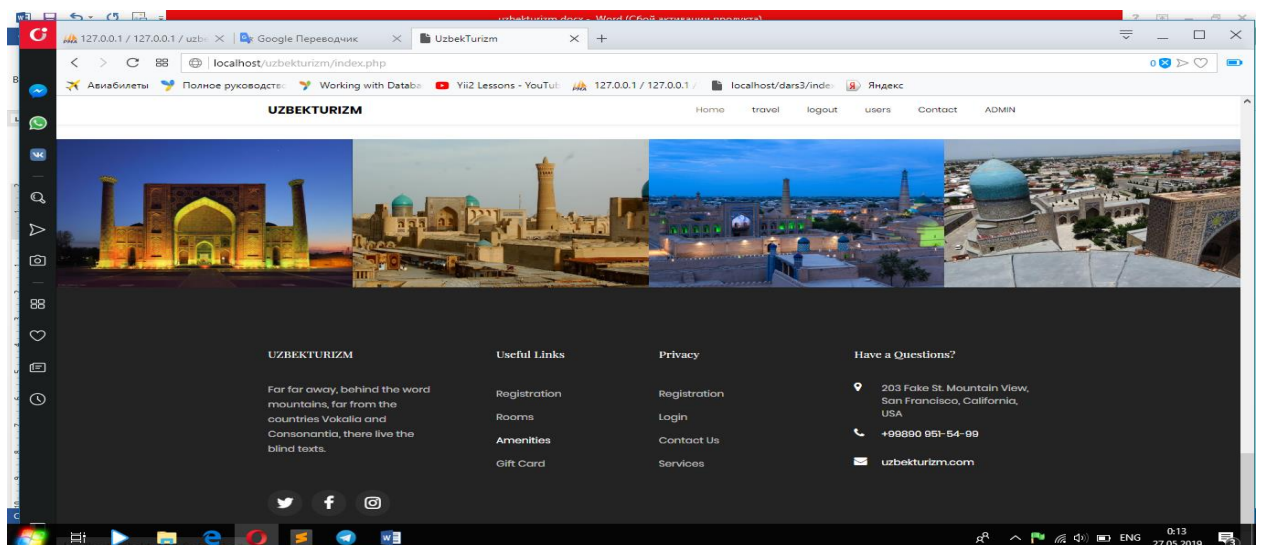 uzbekturizm.docx - Word (Сбой активации продукта)
127.0.0.1 / 127.0.0.1 / uzb
Google Переводчик
UzbekTurizm
localhost/uzbekturizm/index.php
0
Авиабилеты
Полное руководств
Working with Databa
Yii2 Lessons - YouTub
127.0.0.1 / 127.0.0.1 /
localhost/dars3/inde
Яндекс
UZBEKTURIZM
Home travel logout users Contact ADMIN
UZBEKTURIZM
Far far away, behind the word
mountains, far from the
countries Vokalia and
Consonantia, there live the
blind texts.
Useful Links
Registration
Rooms
Amenities
Gift Card
Privacy
Registration
Login
Contact Us
Services
Have a Questions?
203 Fake St. Mountain View,
San Francisco, California,
USA
+99890 951-54-99
uzbekturizm.com
ENG
0:13
27.05.2019